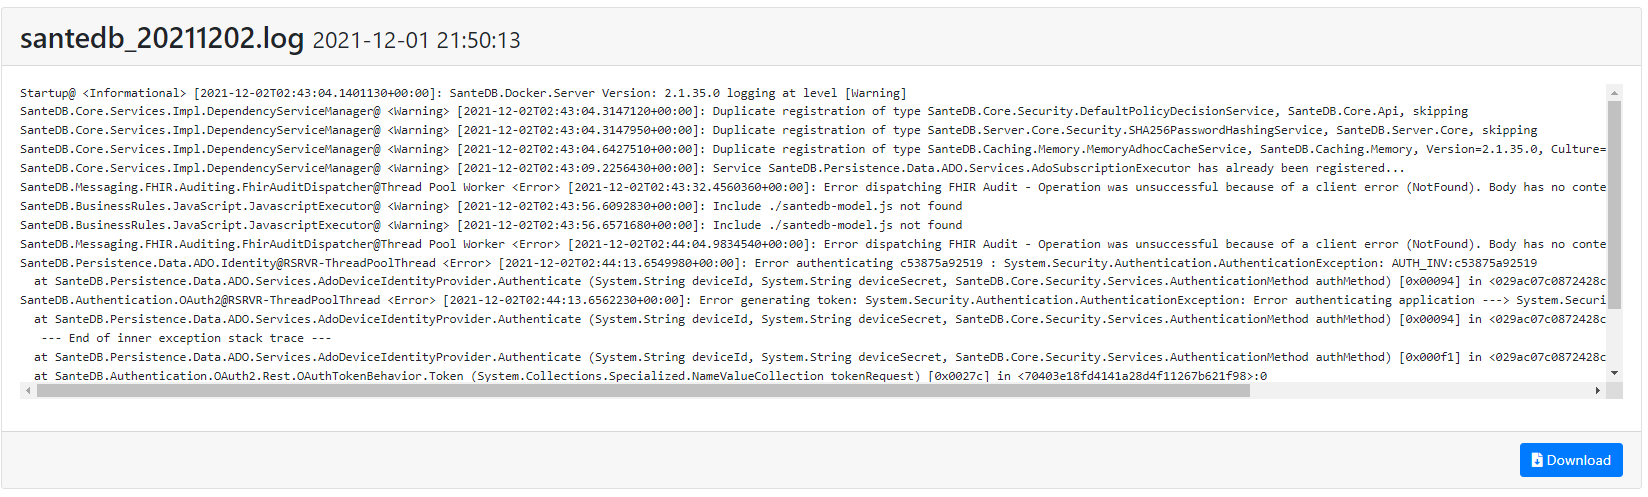 santedb_20211202.log 2021-12-01 21:50:13
Startup@ <Informational> [2021-12-02T02:43:04.1401130+00:00]: SanteDB.Docker.Server Version: 2.1.35.0 logging at level [Warning]
SanteDB.Core.Services.Impl.DependencyServiceManager@ <Warning> [2021-12-02T02:43:04.3147120+00:00]: Duplicate registration of type SanteDB.Core.Security.DefaultPolicyDecisionService, SanteDB.Core.Api, skipping
SanteDB.Core.Services.Impl.DependencyServiceManager@ <Warning> [2021-12-02T02:43:04.3147950+00:00]: Duplicate registration of type SanteDB.Server.Core.Security.SHA256PasswordHashingService, SanteDB.Server.Core, skipping
SanteDB.Core.Services.Impl.DependencyServiceManager@ <Warning> [2021-12-02T02:43:04.6427510+00:00]: Duplicate registration of type SanteDB.Caching.Memory.MemoryAdhocCacheService, SanteDB.Caching.Memory, Version=2.1.35.0, Culture=
SanteDB.Core.Services.Impl.DependencyServiceManager@ <Warning> [2021-12-02T02:43:09.2256430+00:00]: Service SanteDB.Persistence.Data.ADO.Services.AdoSubscriptionExecutor has already been registered...
SanteDB.Messaging.FHIR.Auditing.FhirAuditDispatcher@Thread Pool Worker <Error> [2021-12-02T02:43:32.4560360+00:00]: Error dispatching FHIR Audit - Operation was unsuccessful because of a client error (NotFound). Body has no conte
SanteDB.BusinessRules.JavaScript.JavascriptExecutor@ <Warning> [2021-12-02T02:43:56.6092830+00:00]: Include ./santedb-model.js not found
SanteDB.BusinessRules.JavaScript.JavascriptExecutor@ <Warning> [2021-12-02T02:43:56.6571680+00:00]: Include ./santedb-model.js not found
SanteDB.Messaging.FHIR.Auditing.FhirAuditDispatcher@Thread Pool Worker <Error> [2021-12-02T02:44:04.9834540+00:00]: Error dispatching FHIR Audit - Operation was unsuccessful because of a client error (NotFound). Body has no conte
SanteDB.Persistence.Data.ADO.Identity@RSRVR-ThreadPoolThread <Error> [2021-12-02T02:44:13.6549980+00:00]: Error authenticating c53875a92519 : System.Security.Authentication.AuthenticationException: AUTH_INV:c53875a92519
at SanteDB.Persistence.Data.ADO.Services.AdoDeviceIdentityProvider.Authenticate (System.String deviceId, System.String deviceSecret, SanteDB.Core.Security.Services.AuthenticationMethod authMethod) [0x00094] in <029ac07c0872428c
SanteDB.Authentication.OAuth2@RSRVR-ThreadPoolThread <Error> [2021-12-02T02:44:13.6562230+00:00]: Error generating token: System.Security.Authentication.AuthenticationException: Error authenticating application ---> System.Securi
at SanteDB.Persistence.Data.ADO.Services.AdoDeviceIdentityProvider.Authenticate (System.String deviceId, System.String deviceSecret, SanteDB.Core.Security.Services.AuthenticationMethod authMethod) [0x00094] in <029ac07c0872428c
--- End of inner exception stack trace ---
at SanteDB.Persistence.Data.ADO.Services.AdoDeviceIdentityProvider.Authenticate (System.String deviceId, System.String deviceSecret, SanteDB.Core.Security.Services.AuthenticationMethod authMethod) [0x000f1] in <029ac07c0872428c
at SanteDB.Authentication.OAuth2.Rest.OAuthTokenBehavior.Token (System.Collections.Specialized.NameValueCollection tokenRequest) [0x0027c] in <70403e18fd4141a28d4f11267b621f98>:0
Download